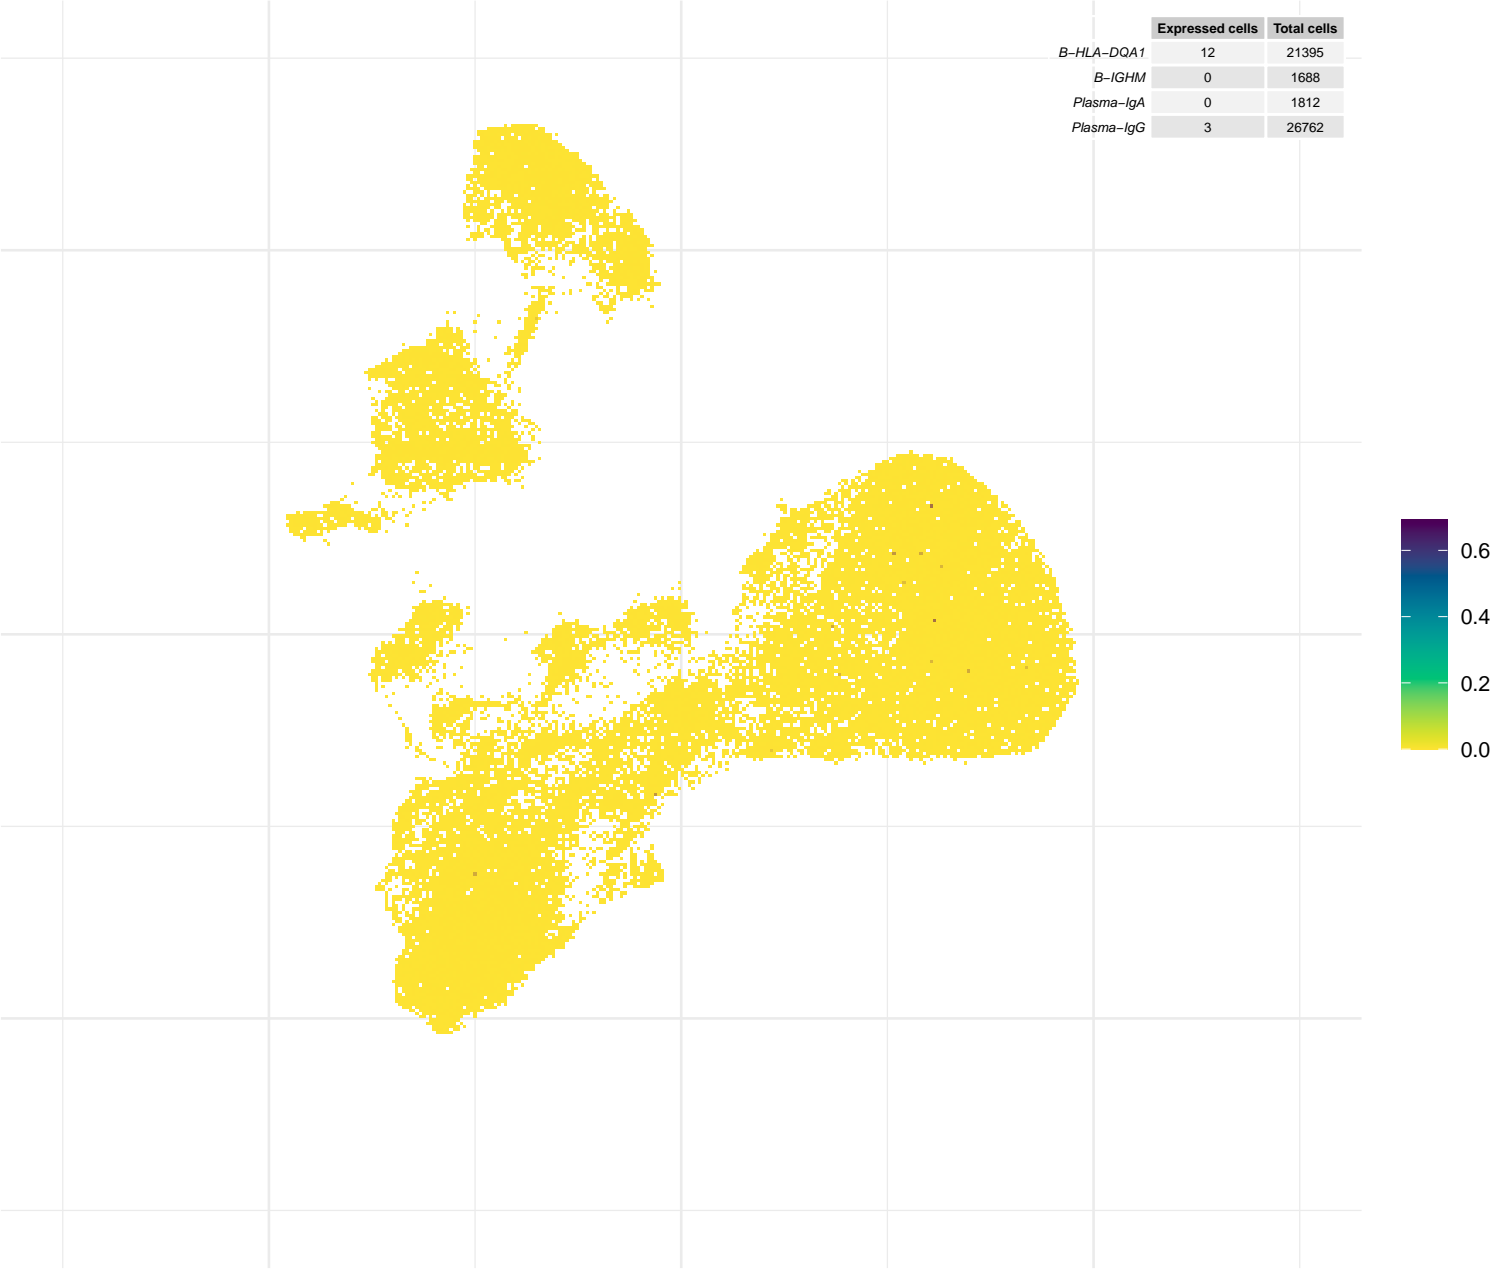 Expressed cells Total cells
B−HLA−DQA1 12 21395
B−IGHM 0 1688
Plasma−IgA 0 1812
Plasma−IgG 3 26762
0.6
0.4
0.2
0.0